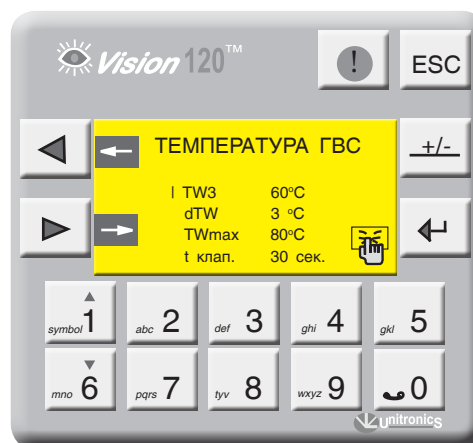 Vision 120™
! ESC
ТЕМПЕРАТУРА ГВС
+/-
| TW3 60°C
dTW 3 °C
TWmax 80°C
t клап. 30 сек.
symbol 1 abc 2 def 3 ghi 4 gkl 5
mno 6 pqrs 7 tyv 8 wxyz 9 0
unitronics